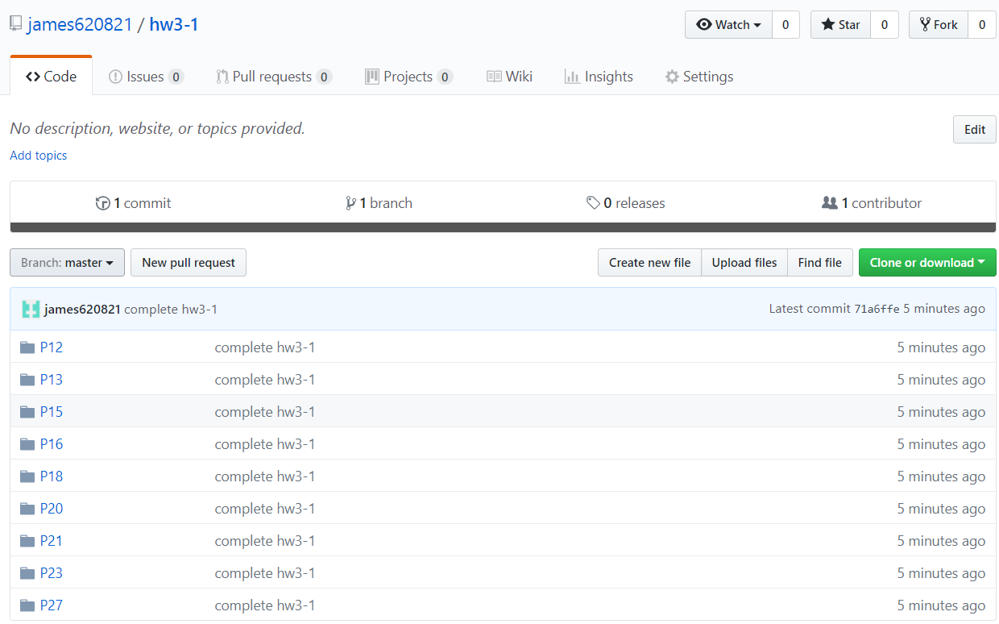 james620821 / hw3-1 Watch 0 Star 0 Fork 0
Code Issues 0 Pull requests 0 Projects 0 Wiki Insights Settings
No description, website, or topics provided. Edit
Add topics
1 commit 1 branch 0 releases 1 contributor
Branch: master New pull request Create new file Upload files Find file Clone or download
james620821 complete hw3-1 Latest commit 71a6ffe 5 minutes ago
P12 complete hw3-1 5 minutes ago
P13 complete hw3-1 5 minutes ago
P15 complete hw3-1 5 minutes ago
P16 complete hw3-1 5 minutes ago
P18 complete hw3-1 5 minutes ago
P20 complete hw3-1 5 minutes ago
P21 complete hw3-1 5 minutes ago
P23 complete hw3-1 5 minutes ago
P27 complete hw3-1 5 minutes ago